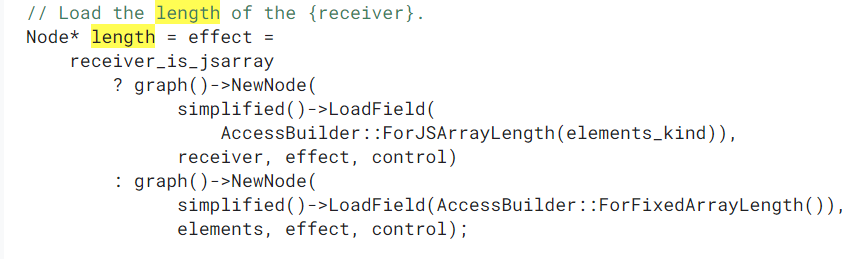 // Load the length of the {receiver}.
Node* length = effect =
    receiver_is_jsarray
        ? graph()->NewNode(
              simplified()->LoadField(
                  AccessBuilder::ForJSArrayLength(elements_kind)),
              receiver, effect, control)
        : graph()->NewNode(
              simplified()->LoadField(AccessBuilder::ForFixedArrayLength()),
              elements, effect, control);